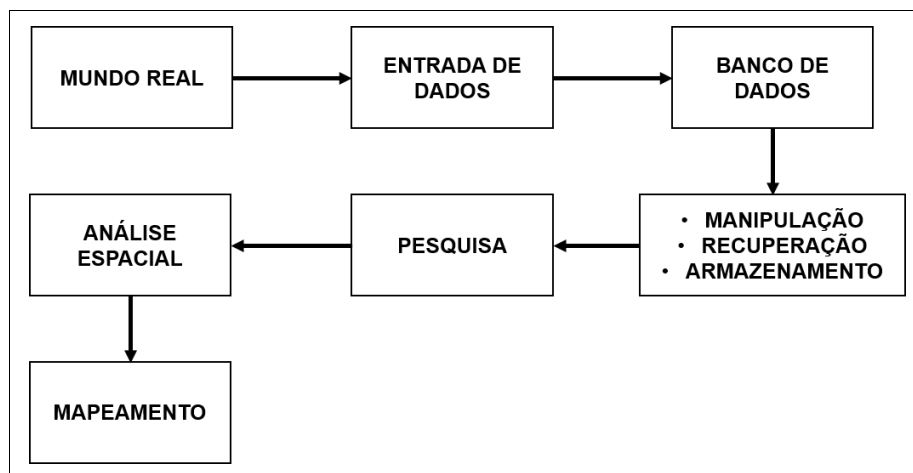 MUNDO REAL
ENTRADA DE
DADOS
BANCO DE
DADOS
• MANIPULAÇÃO
• RECUPERAÇÃO
• ARMAZENAMENTO
PESQUISA
ANÁLISE
ESPACIAL
MAPEAMENTO